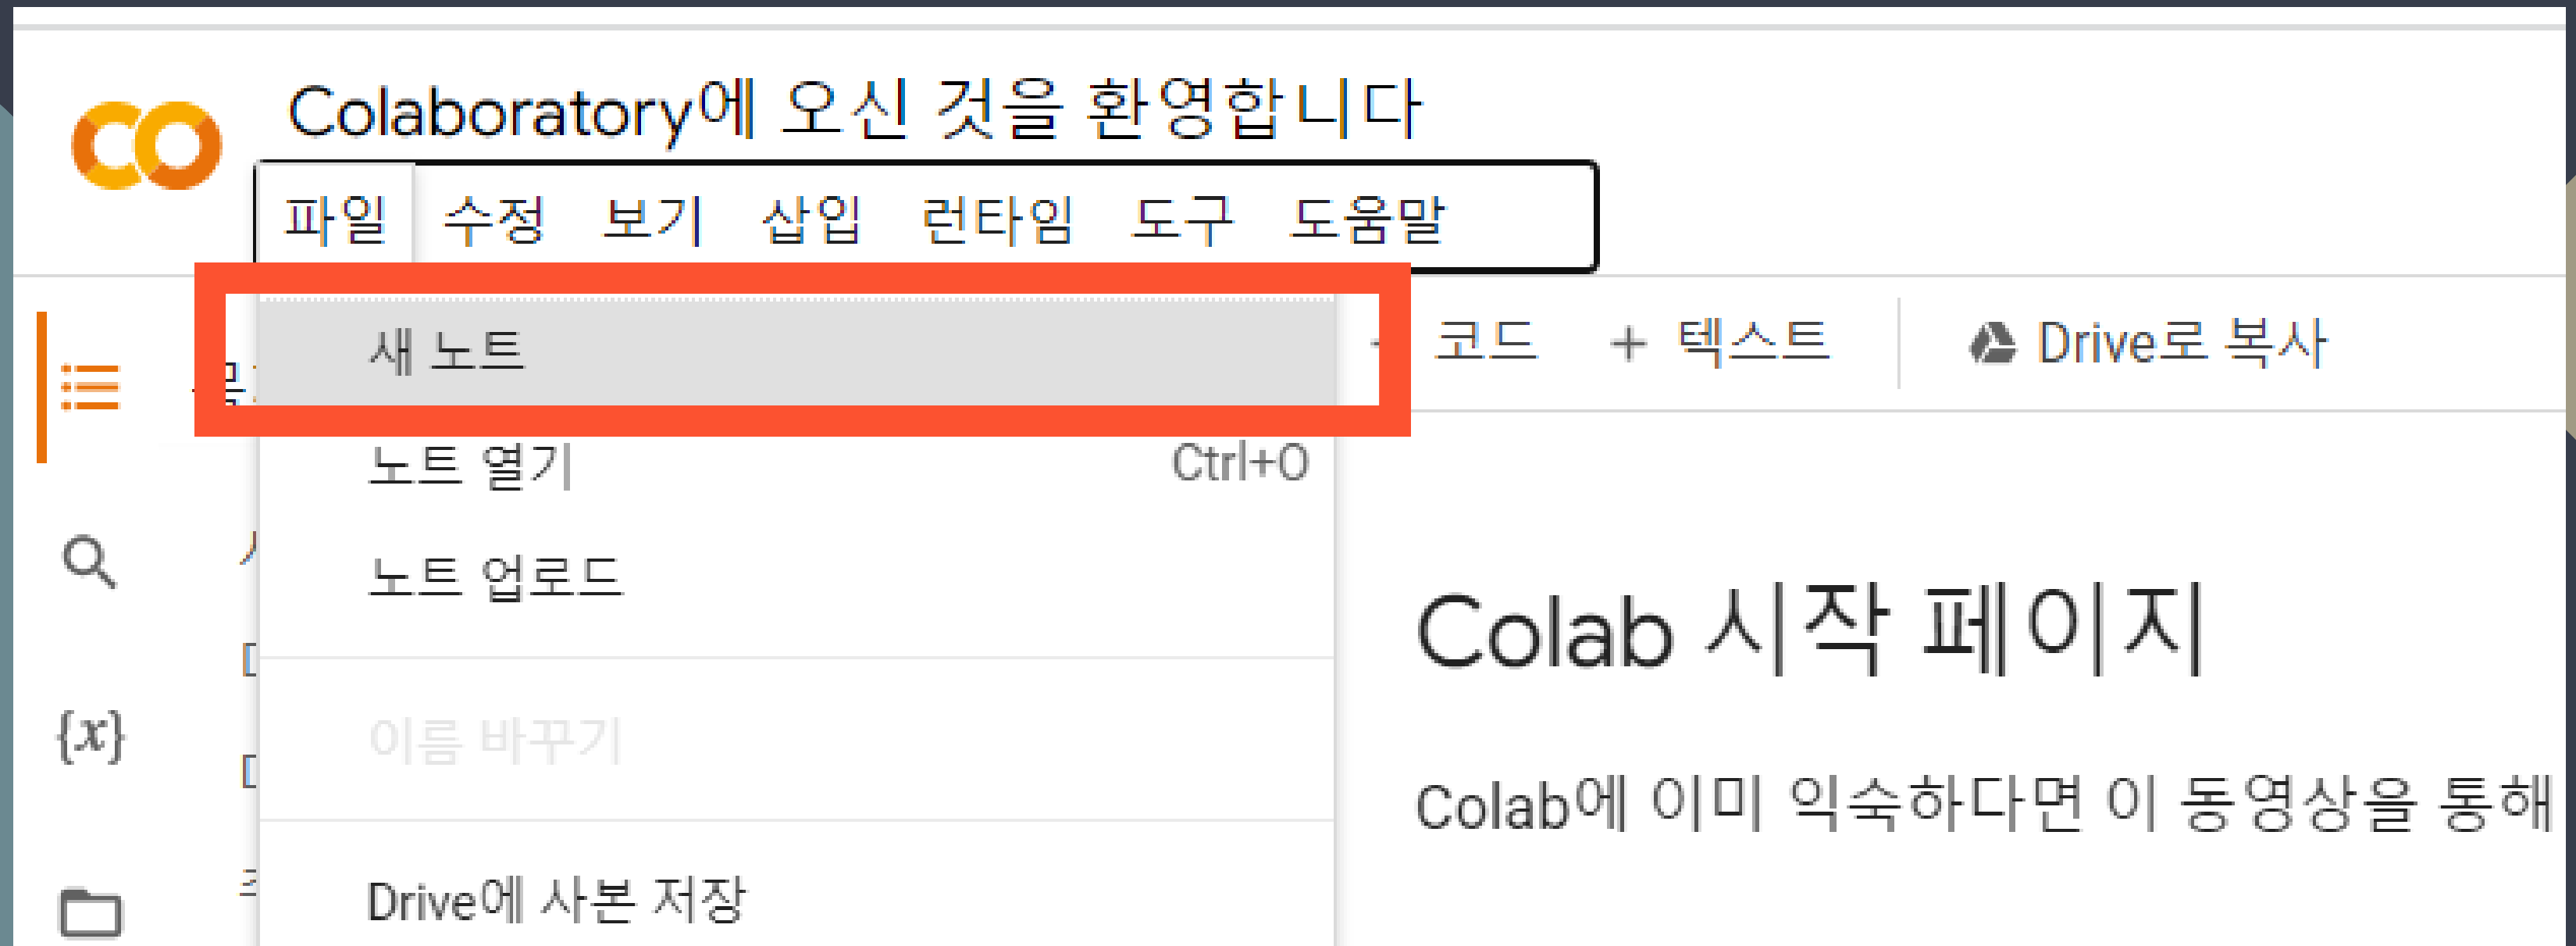 CO
Colaboratory에 오신 것을 환영합니다
파일 수정 보기 삽입 런타임 도구 도움말
새 노트
코드 + 텍스트 Drive로 복사
노트 열기 Ctrl+O
노트 업로드
Colab 시작 페이지
{x}
이름 바꾸기
Colab에 이미 익숙하다면 이 동영상을 통해
Drive에 사본 저장